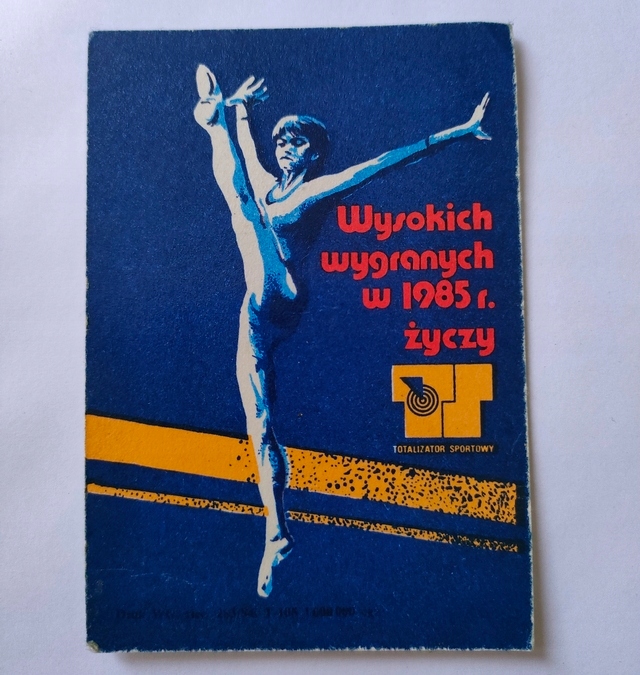 Wysokich
wygranych
w 1985 r.
życzy
TOTALIZATOR SPORTOWY